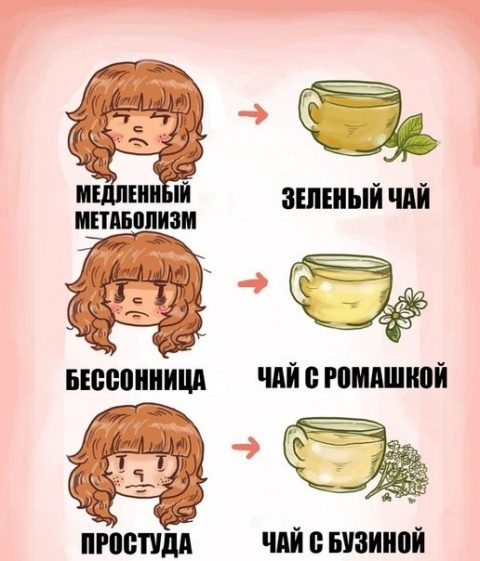 МЕДЛЕННЫЙ
МЕТАБОЛИЗМ
ЗЕЛЕНЫЙ ЧАЙ
БЕССОННИЦА
ЧАЙ С РОМАШКОЙ
ПРОСТУДА
ЧАЙ С БУЗИНОЙ